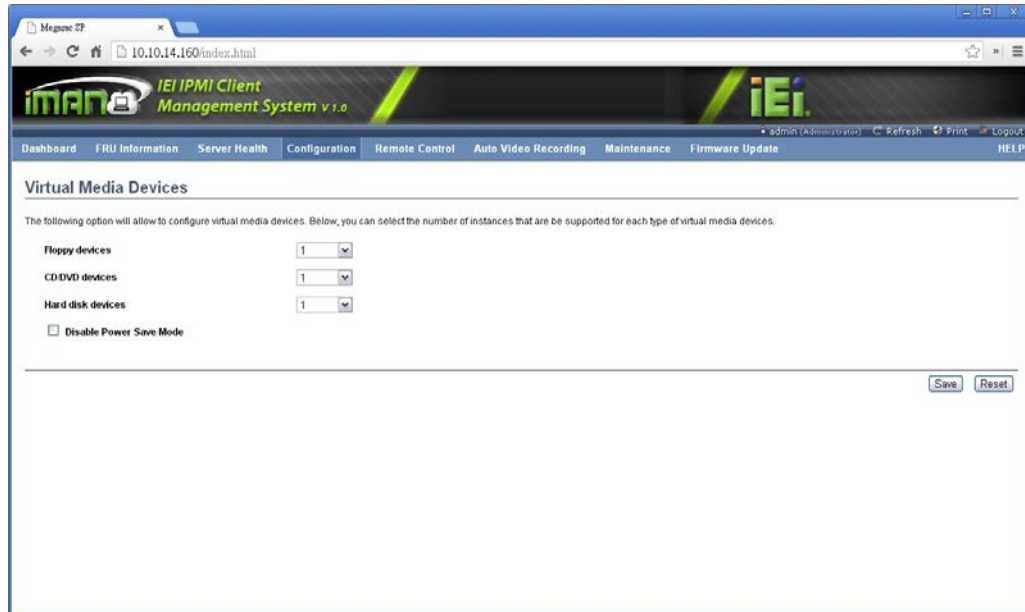 Megarac SP
10.10.14.160/index.html
iMAN
IEI IPMI Client
Management System v 1.0
iEi
admin (Administrator) Refresh Print Logout
Dashboard FRU Information Server Health Configuration Remote Control Auto Video Recording Maintenance Firmware Update HELP
Virtual Media Devices
The following option will allow to configure virtual media devices. Below, you can select the number of instances that are be supported for each type of virtual media devices.
Floppy devices 1
CD/DVD devices 1
Hard disk devices 1
Disable Power Save Mode
Save Reset